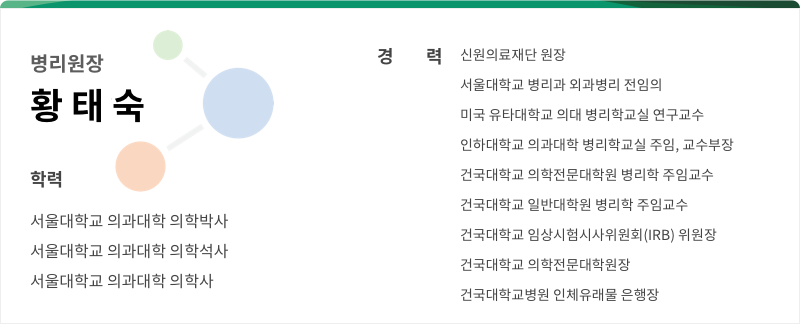 병리원장
황 태 숙
학력
서울대학교 의과대학 의학박사
서울대학교 의과대학 의학석사
서울대학교 의과대학 의학사
경 력
신원의료재단 원장
서울대학교 병리과 외과병리 전임의
미국 유타대학교 의대 병리학교실 연구교수
인하대학교 의과대학 병리학교실 주임, 교수부장
건국대학교 의학전문대학원 병리학 주임교수
건국대학교 일반대학원 병리학 주임교수
건국대학교 임상시험시사위원회(IRB) 위원장
건국대학교 의학전문대학원장
건국대학교병원 인체유래물 은행장